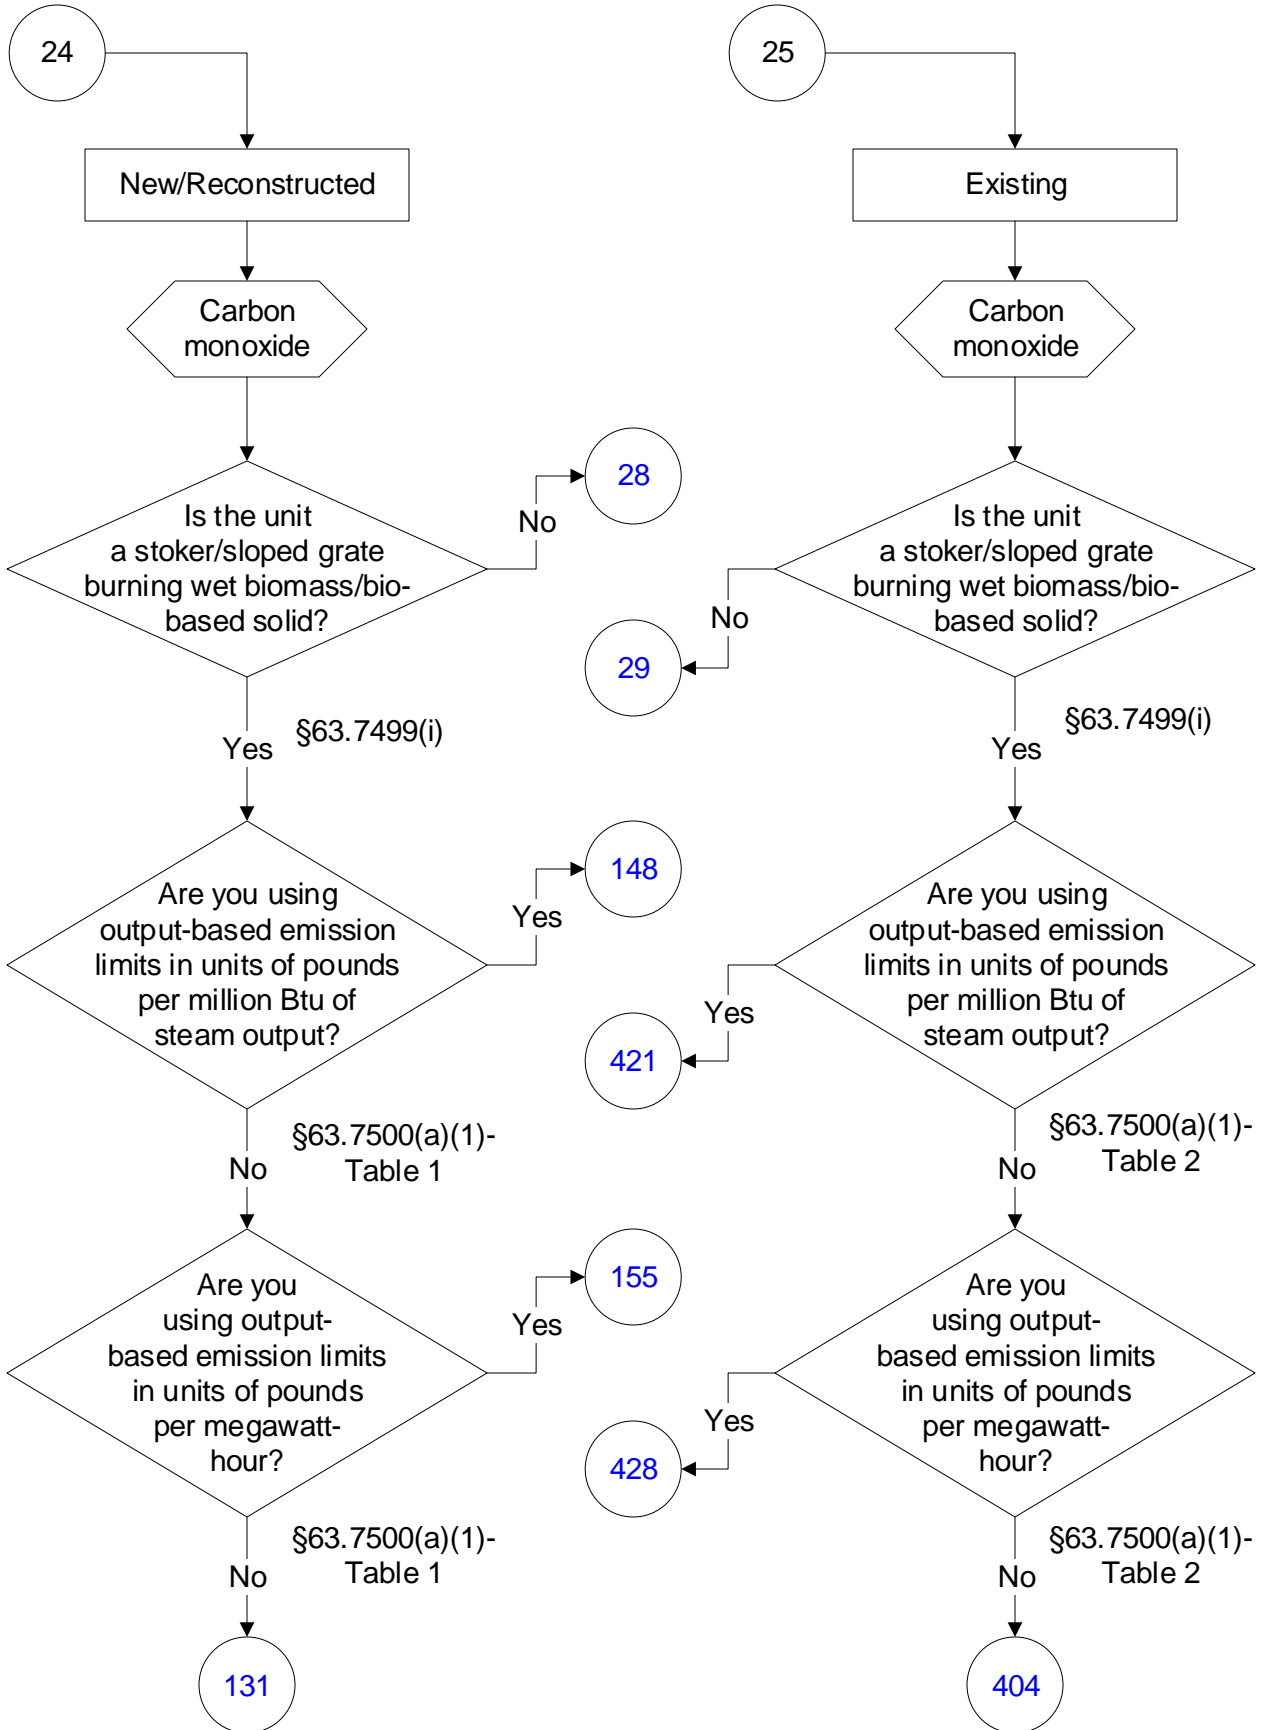 24
New/Reconstructed
Carbon
monoxide
Is the unit
a stoker/sloped grate
burning wet biomass/bio-
based solid?
No
28
Yes
§63.7499(i)
Are you using
output-based emission
limits in units of pounds
per million Btu of
steam output?
Yes
148
No
§63.7500(a)(1)-
Table 1
Are you
using output-
based emission limits
in units of pounds
per megawatt-
hour?
Yes
155
No
§63.7500(a)(1)-
Table 1
131
25
Existing
Carbon
monoxide
Is the unit
a stoker/sloped grate
burning wet biomass/bio-
based solid?
No
29
Yes
§63.7499(i)
Are you using
output-based emission
limits in units of pounds
per million Btu of
steam output?
Yes
421
No
§63.7500(a)(1)-
Table 2
Are you
using output-
based emission limits
in units of pounds
per megawatt-
hour?
Yes
428
No
§63.7500(a)(1)-
Table 2
404